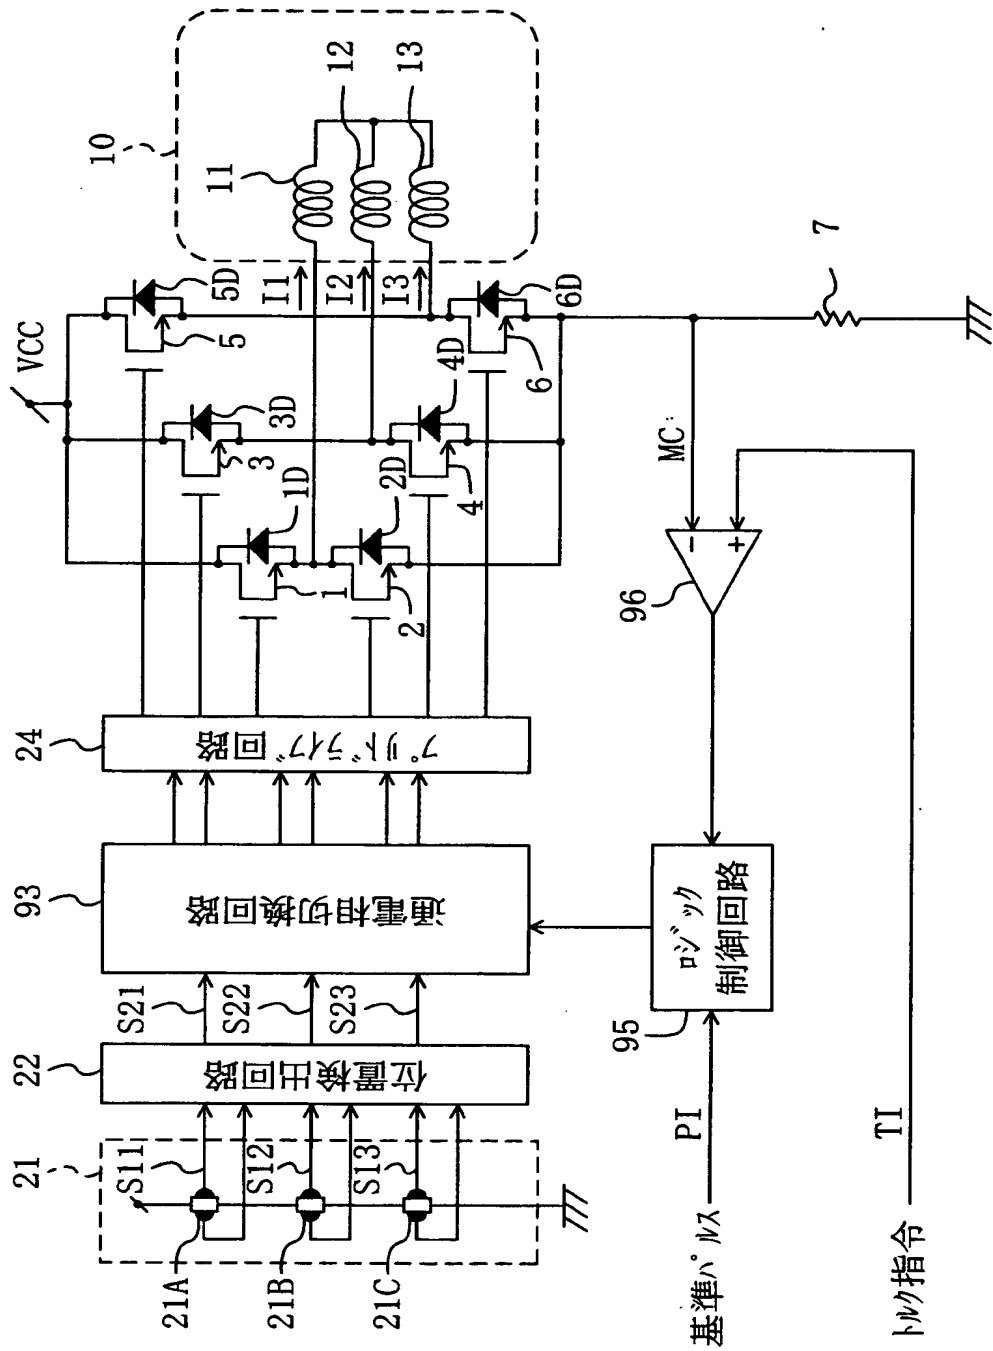 10
12
13
11
VCC
5D
I1
I2
I3
6D
7
5
3D
4D
6
3
1D
2D
4
MC
1
2
−
+
96
24
プリドライブ回路
93
通電相切換回路
ロジック
制御回路
95
S21
S22
S23
22
位置検出回路
21
S11
S12
S13
21A
21B
21C
PI
TI
基準パルス
トルク指令